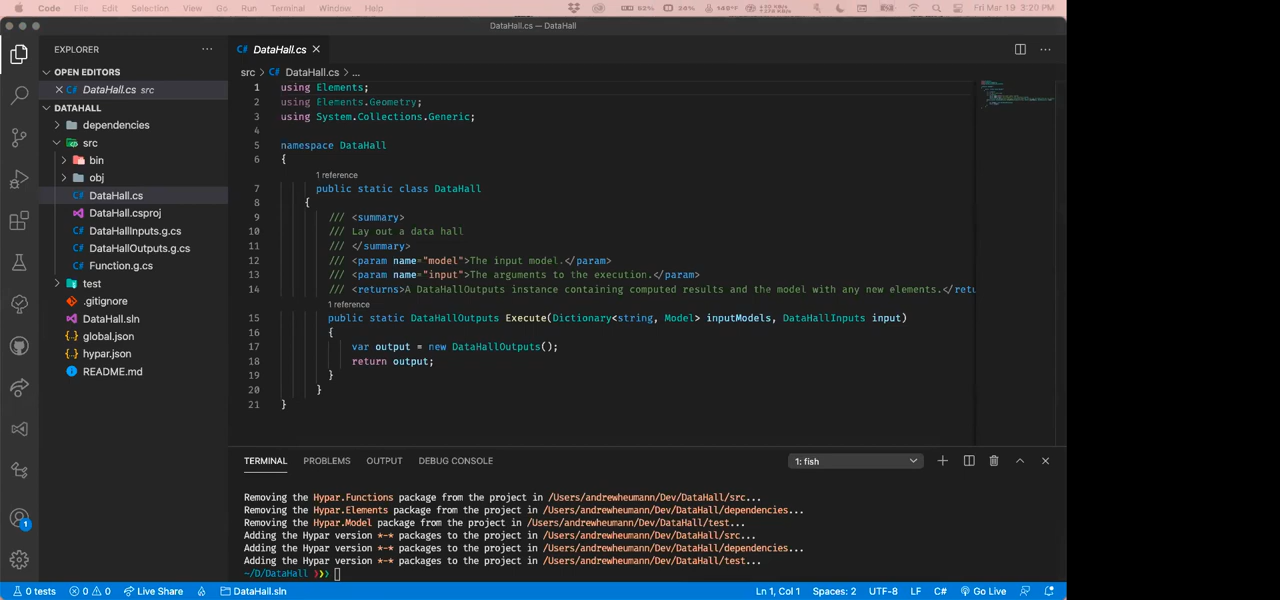 Code File Edit Selection View Go Run Terminal Window Help 52% 34% 148°F Fri Mar 19 3:20 PM
DataHall.cs — DataHall
EXPLORER
OPEN EDITORS
DataHall.cs src
DATAHALL
dependencies
src
bin
obj
DataHall.cs
DataHall.csproj
DataHallInputs.g.cs
DataHallOutputs.g.cs
Function.g.cs
test
.gitignore
DataHall.sln
global.json
hypar.json
README.md
DataHall.cs
src > DataHall.cs > ...
1 using Elements;
2 using Elements.Geometry;
3 using System.Collections.Generic;
4
5 namespace DataHall
6 {
1 reference
7 public static class DataHall
8 {
9 /// <summary>
10 /// Lay out a data hall
11 /// </summary>
12 /// <param name="model">The input model.</param>
13 /// <param name="input">The arguments to the execution.</param>
14 /// <returns>A DataHallOutputs instance containing computed results and the model with any new elements.</retu
1 reference
15 public static DataHallOutputs Execute(Dictionary<string, Model> inputModels, DataHallInputs input)
16 {
17 var output = new DataHallOutputs();
18 return output;
19 }
20 }
21 }
TERMINAL PROBLEMS OUTPUT DEBUG CONSOLE 1: fish
Removing the Hypar.Functions package from the project in /Users/andrewheumann/Dev/DataHall/src...
Removing the Hypar.Elements package from the project in /Users/andrewheumann/Dev/DataHall/dependencies...
Removing the Hypar.Model package from the project in /Users/andrewheumann/Dev/DataHall/test...
Adding the Hypar version *-* packages to the project in /Users/andrewheumann/Dev/DataHall/src...
Adding the Hypar version *-* packages to the project in /Users/andrewheumann/Dev/DataHall/dependencies...
Adding the Hypar version *-* packages to the project in /Users/andrewheumann/Dev/DataHall/test...
~/D/DataHall ❯❯❯
0 tests 0 0 Live Share DataHall.sln Ln 1, Col 1 Spaces: 2 UTF-8 LF C# Go Live